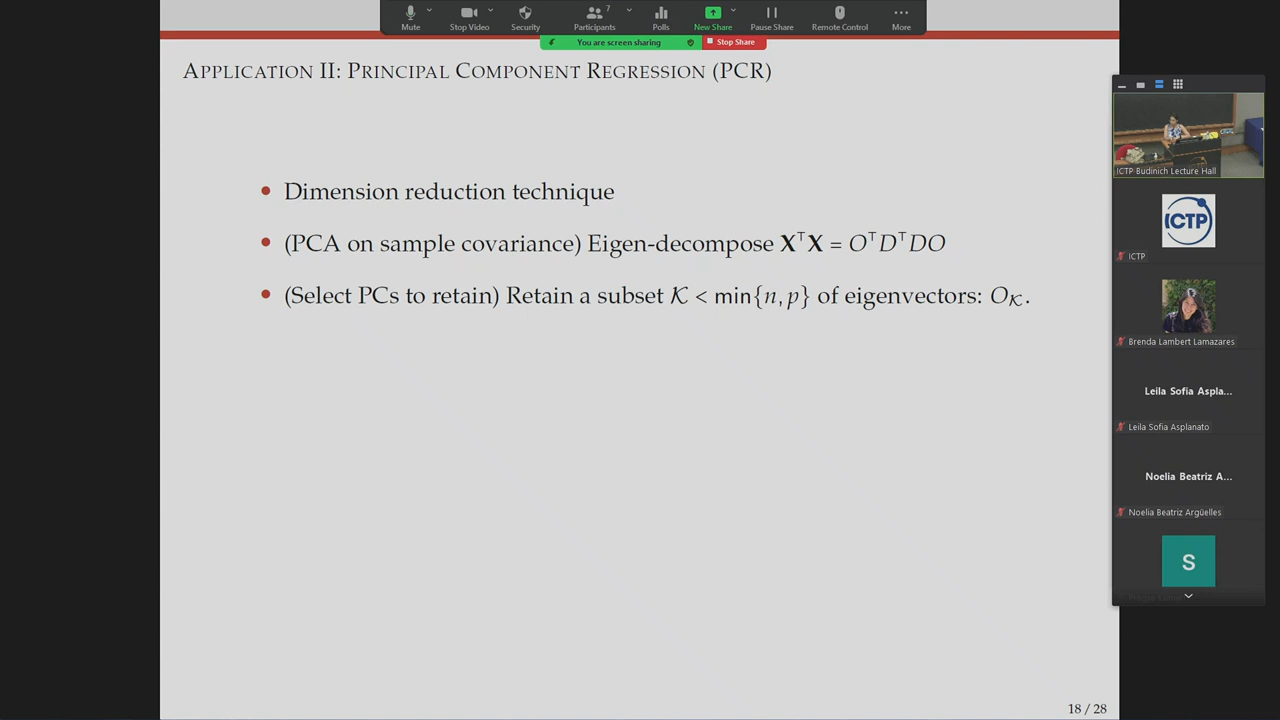 Mute
Stop Video
Security
Participants
7
Polls
New Share
Pause Share
Remote Control
More
You are screen sharing
Stop Share
APPLICATION II: PRINCIPAL COMPONENT REGRESSION (PCR)
• Dimension reduction technique
• (PCA on sample covariance) Eigen-decompose X⊤X = O⊤D⊤DO
• (Select PCs to retain) Retain a subset 𝒦 < min{n, p} of eigenvectors: O𝒦.
18 / 28
ICTP Budinich Lecture Hall
ICTP
ICTP
Brenda Lambert Lamazares
Leila Sofia Aspla...
Leila Sofia Asplanato
Noelia Beatriz A...
Noelia Beatriz Argüelles
S